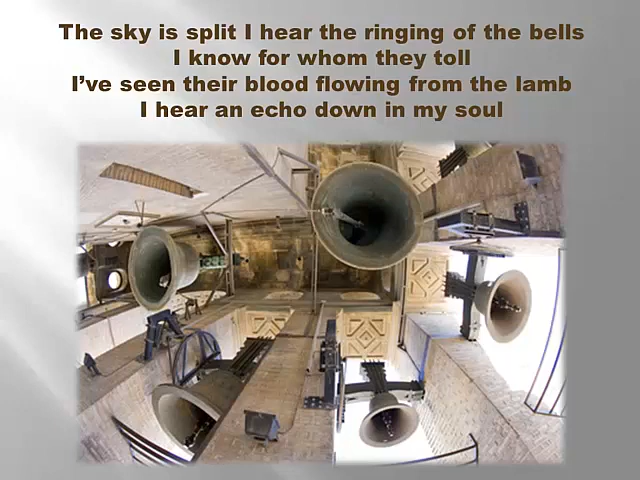 The sky is split I hear the ringing of the bells
I know for whom they toll
I've seen their blood flowing from the lamb
I hear an echo down in my soul